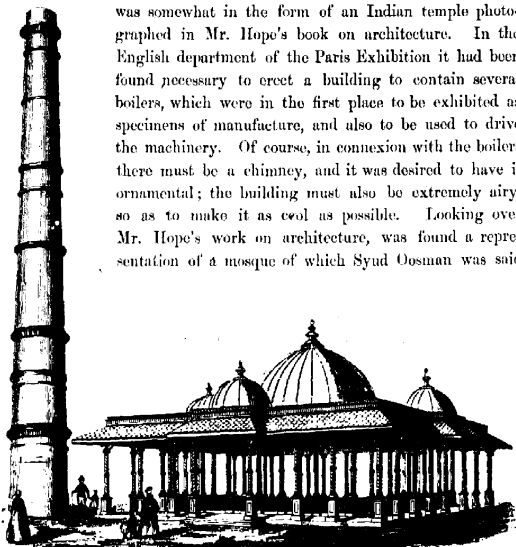 was somewhat in the form of an Indian temple photo-
graphed in Mr. Hope's book on architecture. In the
English department of the Paris Exhibition it had been
found necessary to erect a building to contain severa
boilers, which were in the first place to be exhibited as
specimens of manufacture, and also to be used to driv
the machinery. Of course, in connexion with the boiler
there must be a chimney, and it was desired to have i
ornamental; the building must also be extremely airy
so as to make it as cool as possible. Looking ove
Mr. Hope's work on architecture, was found a repre
sentation of a mosque of which Syud Oosman was said